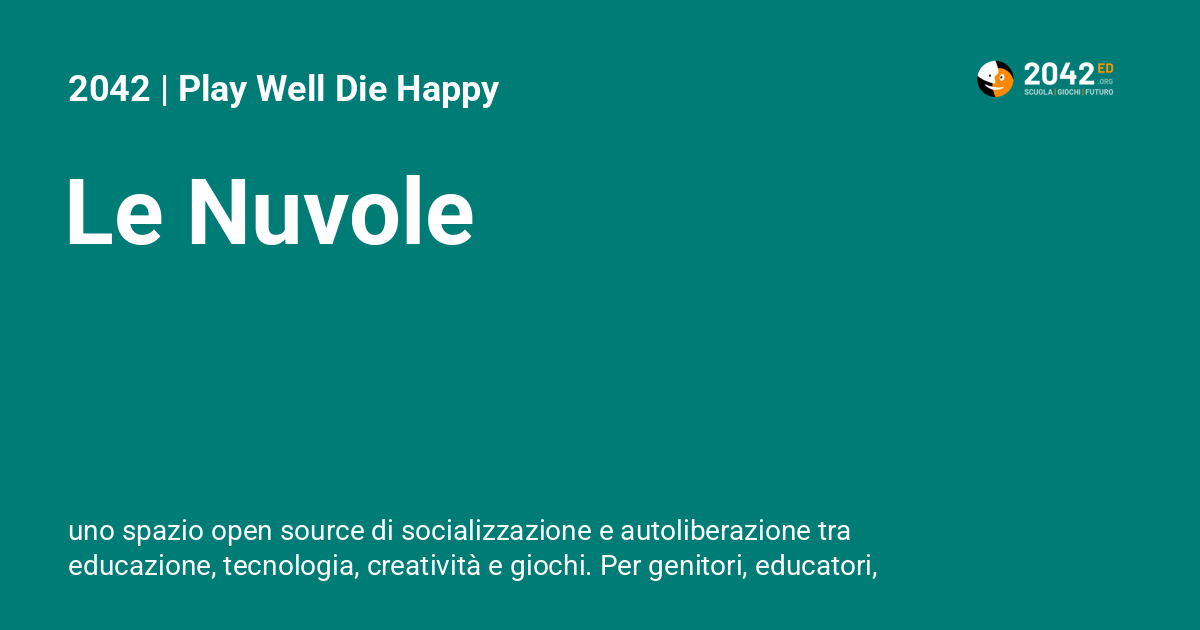 2042 | Play Well Die Happy
2042 ED
.ORG
SCUOLA | GIOCHI | FUTURO
Le Nuvole
uno spazio open source di socializzazione e autoliberazione tra
educazione, tecnologia, creatività e giochi. Per genitori, educatori,